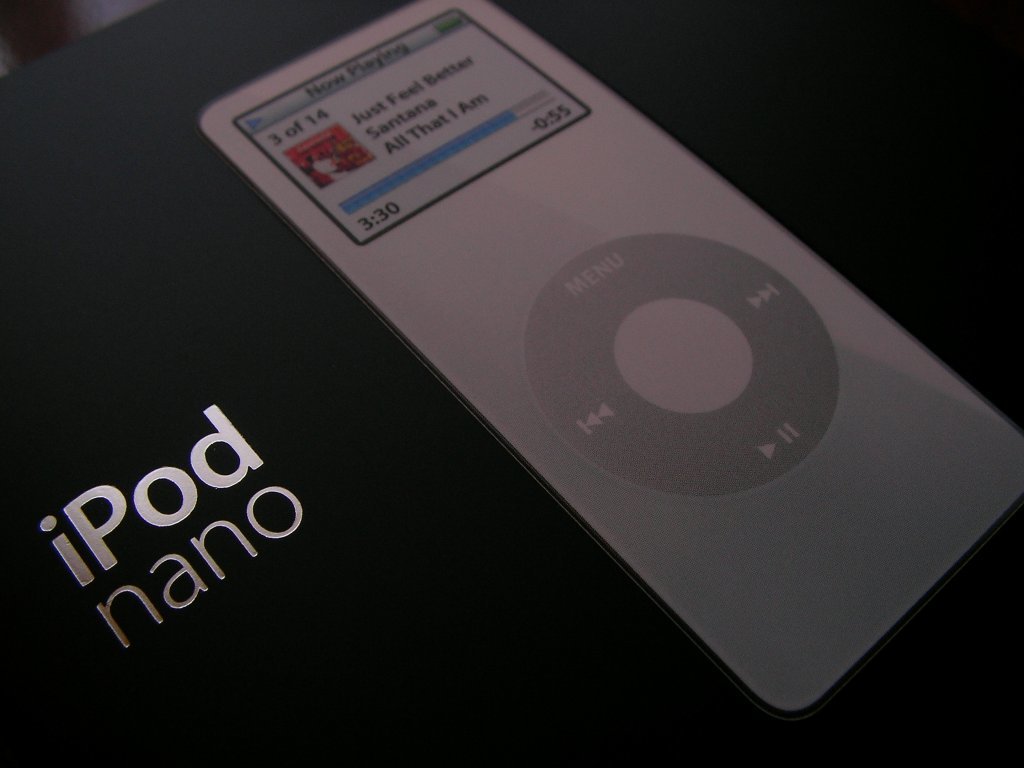 Now Playing
3 of 14
Just Feel Better
Santana
All That I Am
3:30
-0:55
MENU
iPod
nano